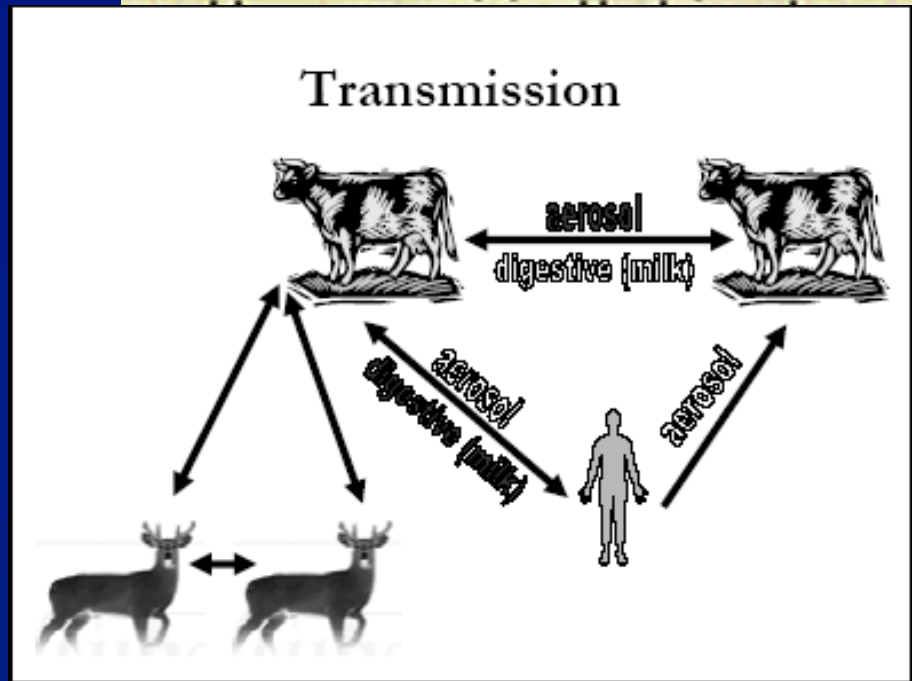 Transmission
aerosol
digestive (milk)
aerosol
digestive (milk)
aerosol